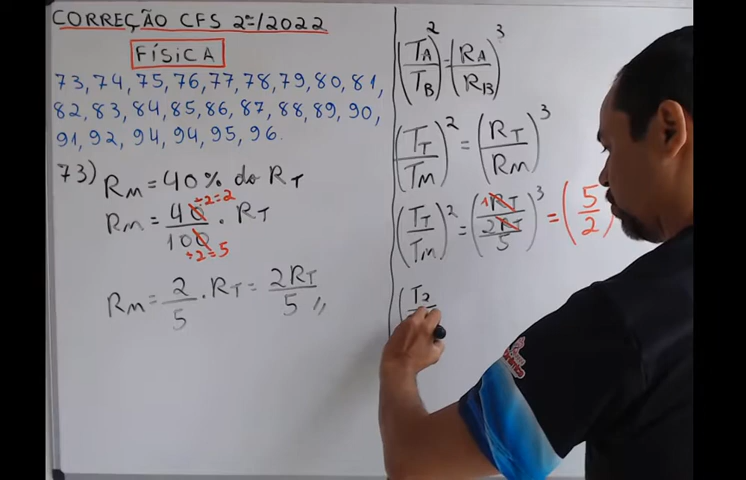 CORREÇÃO CFS 2º/2022
FÍSICA
73, 74, 75, 76, 77, 78, 79, 80, 81,
82, 83, 84, 85, 86, 87, 88, 89, 90,
91, 92, 94, 94, 95, 96.
73) RM = 40% do RT
÷2=2
RM = 40/100 . RT
÷2=5
RM = 2/5 . RT = 2RT/5 //
(TA/TB)² = (RA/RB)³
(TT/TM)² = (RT/RM)³
(TT/TM)² = (1RT/2RT/5)³ = (5/2
(T2